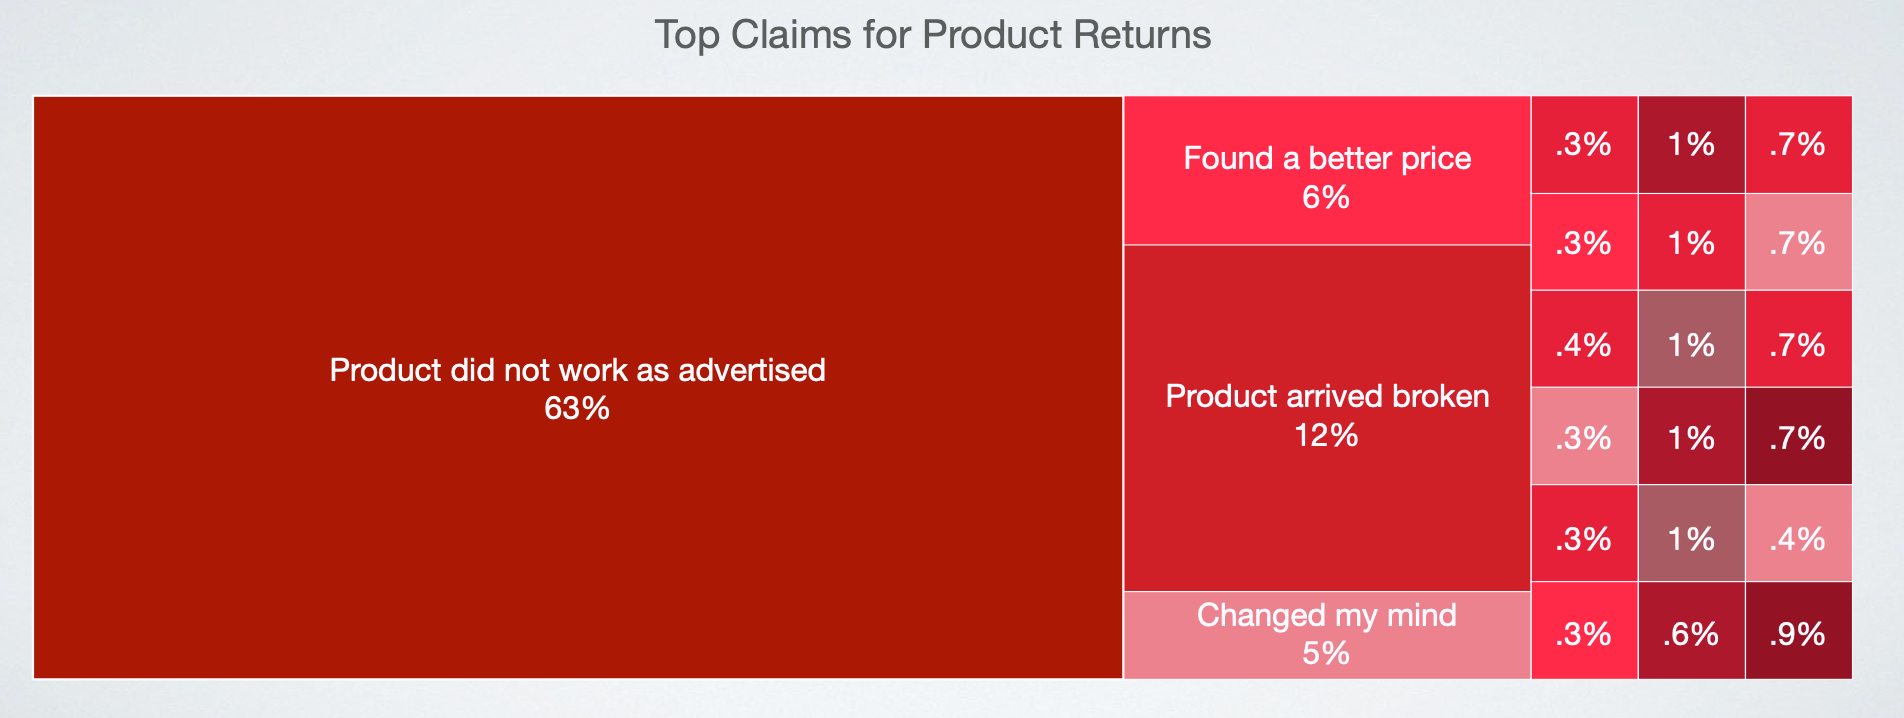 Top Claims for Product Returns
Product did not work as advertised
63%
Found a better price
6%
Product arrived broken
12%
Changed my mind
5%
.3% 1% .7%
.3% 1% .7%
.4% 1% .7%
.3% 1% .7%
.3% 1% .4%
.3% .6% .9%